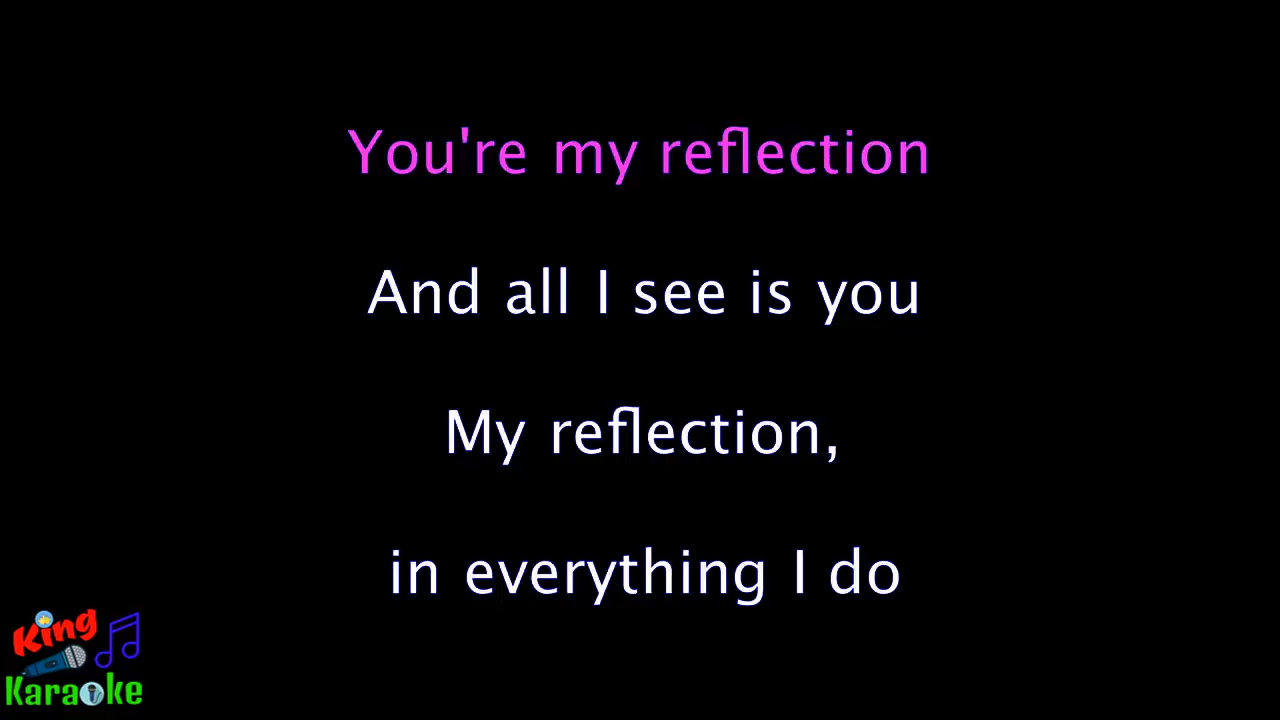 You're my reflection
And all I see is you
My reflection,
in everything I do
King
Karaoke